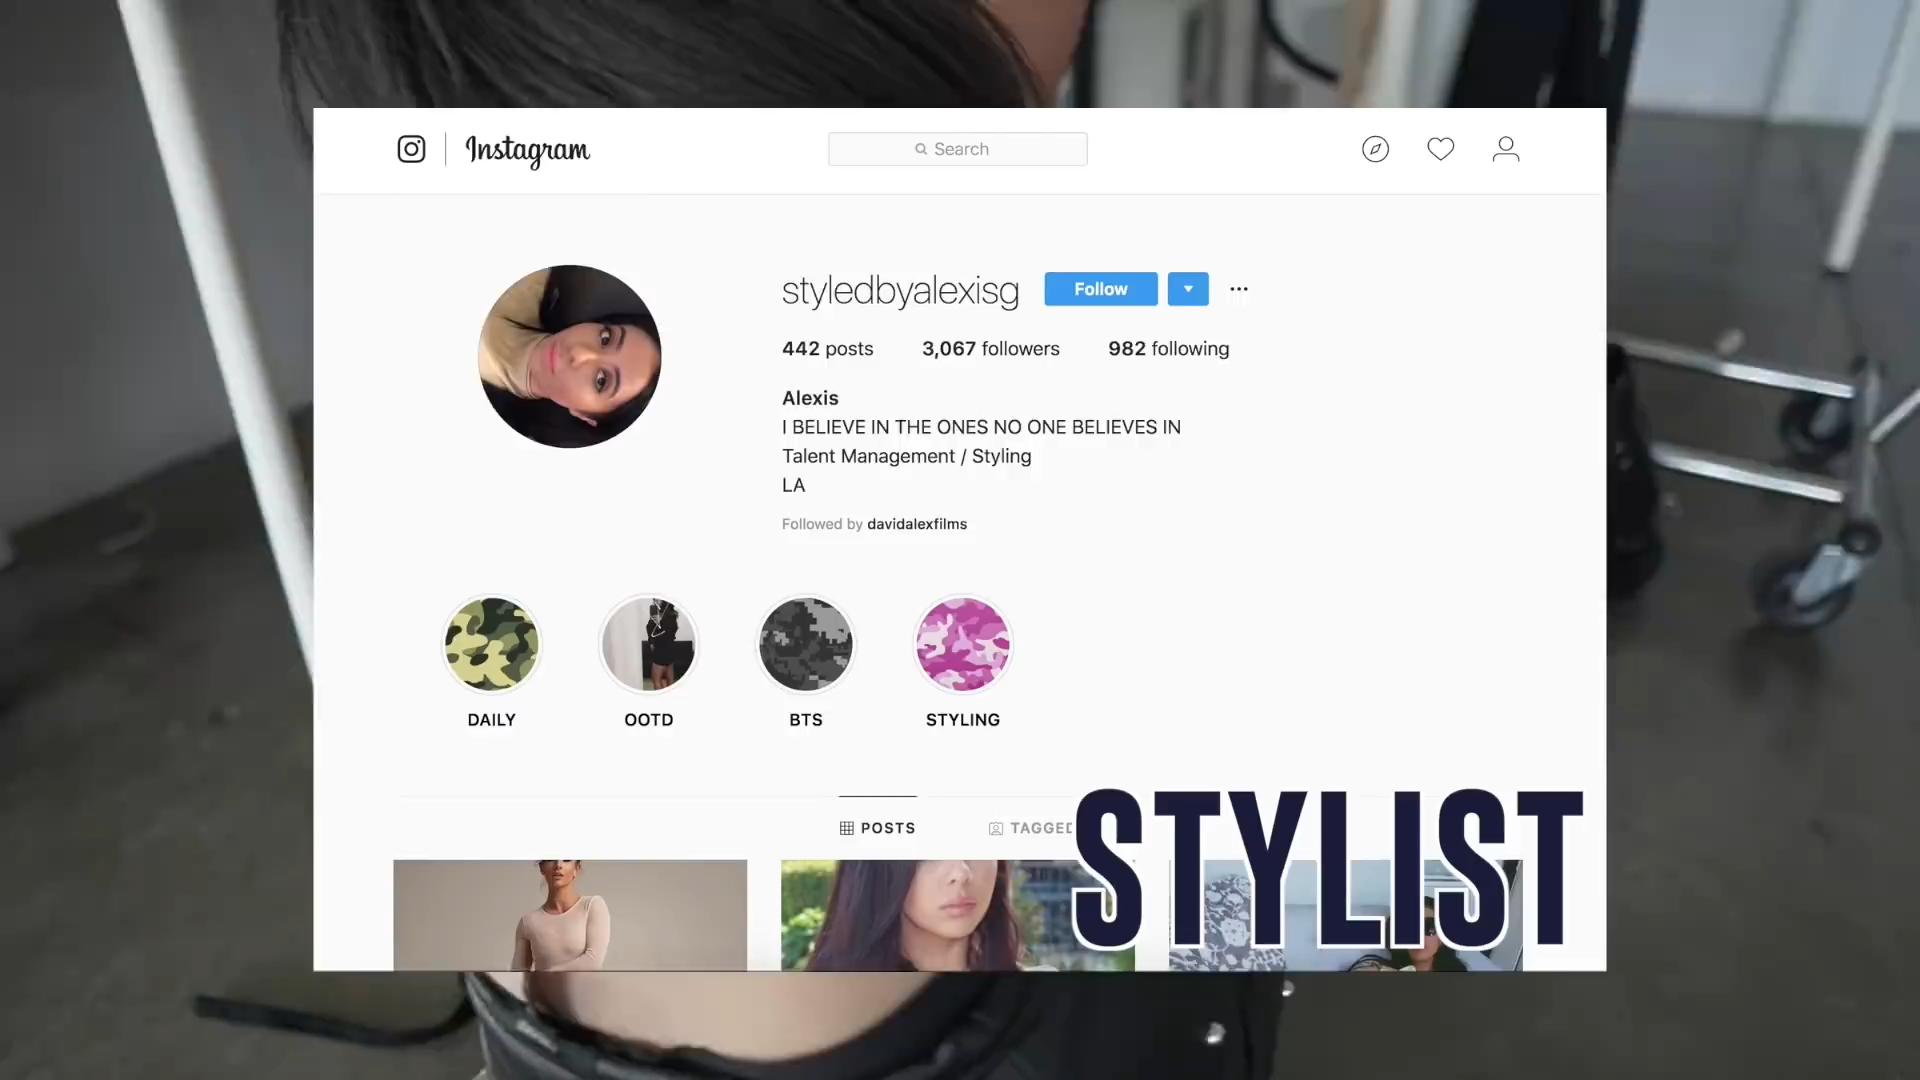 Instagram
Search
styledbyalexisg Follow
442 posts 3,067 followers 982 following
Alexis
I BELIEVE IN THE ONES NO ONE BELIEVES IN
Talent Management / Styling
LA
Followed by davidalexfilms
DAILY OOTD BTS STYLING
POSTS TAGGED
STYLIST